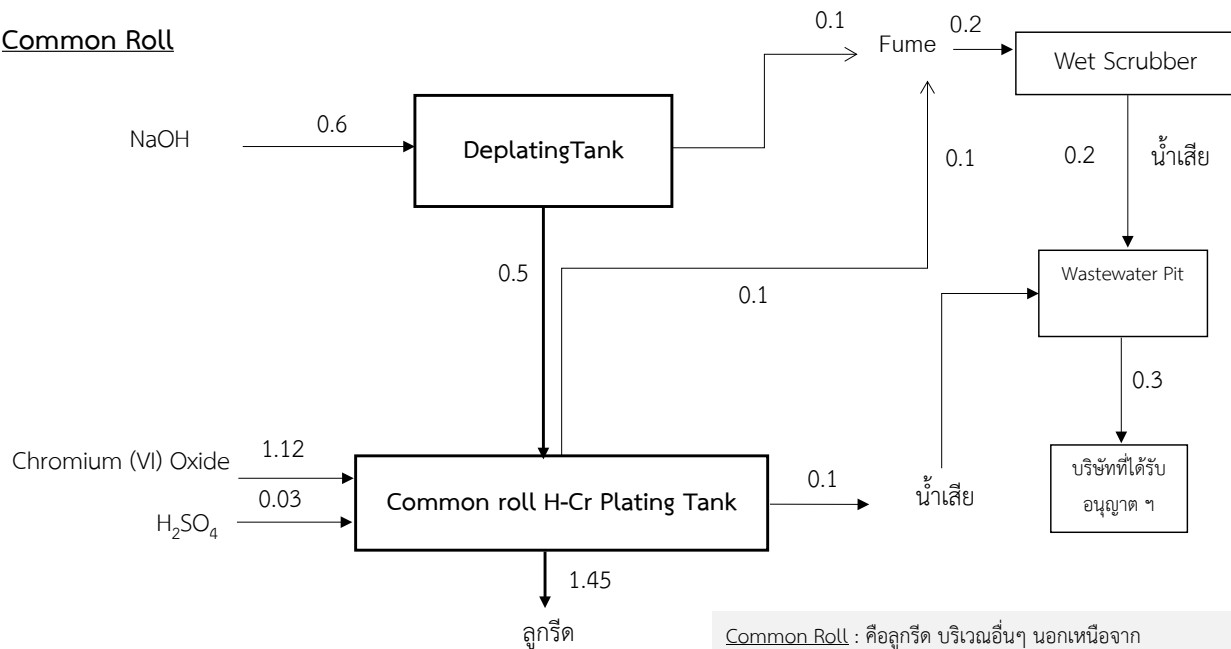 Common Roll
0.1
Fume
0.2
Wet Scrubber
NaOH
0.6
DeplatingTank
0.1
0.2
น้ำเสีย
0.5
0.1
Wastewater Pit
0.3
Chromium (VI) Oxide
1.12
H₂SO₄
0.03
Common roll H-Cr Plating Tank
0.1
น้ำเสีย
บริษัทที่ได้รับ
อนุญาต ฯ
1.45
ลูกรีด
Common Roll : คือลูกรีด บริเวณอื่นๆ นอกเหนือจาก